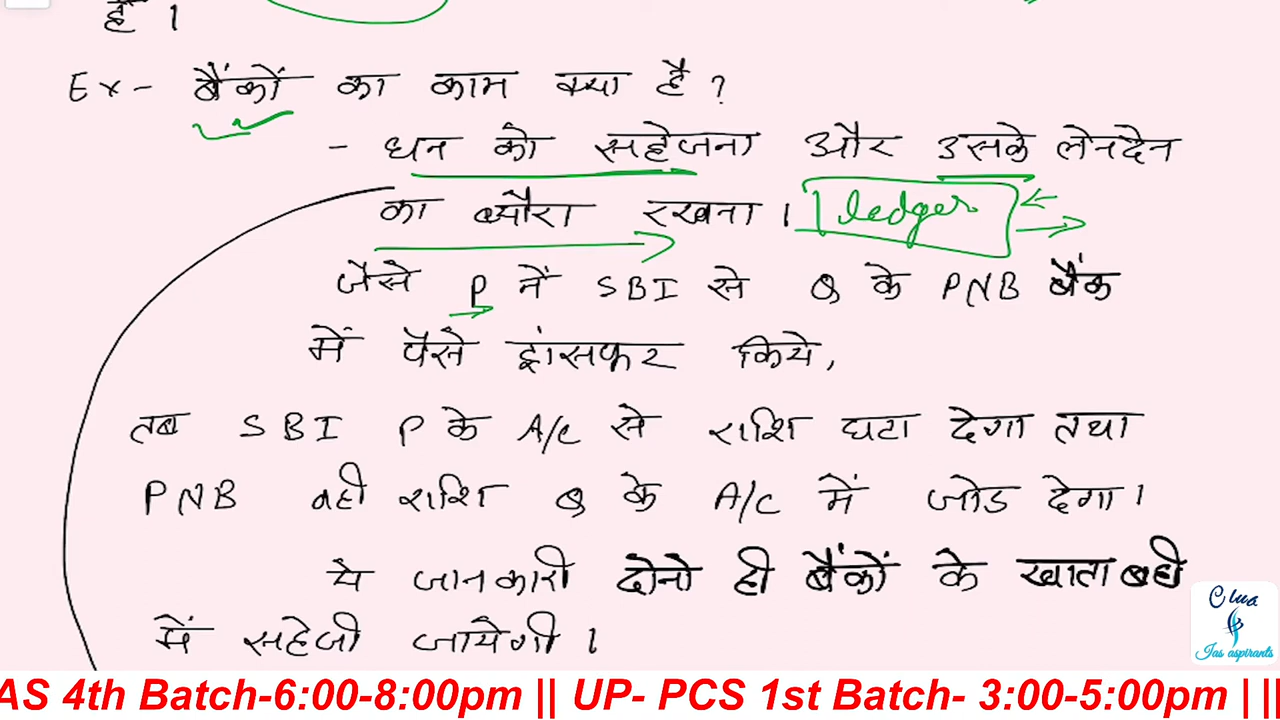 है ।
Ex - बैंकों का काम क्या है ?
- धन को सहेजना और उसके लेनदेन
का ब्यौरा रखना । ledger
जैसे P ने SBI से Q के PNB बैंक
में पैसे ट्रांसफर किये,
तब SBI P के A/C से राशि घटा देगा तथा
PNB वही राशि Q के A/C में जोड देगा ।
ये जानकारी दोनो ही बैंकों के खाता बही
में सहेजी जायेगी ।
Ias aspirants
AS 4th Batch-6:00-8:00pm || UP- PCS 1st Batch- 3:00-5:00pm | ||